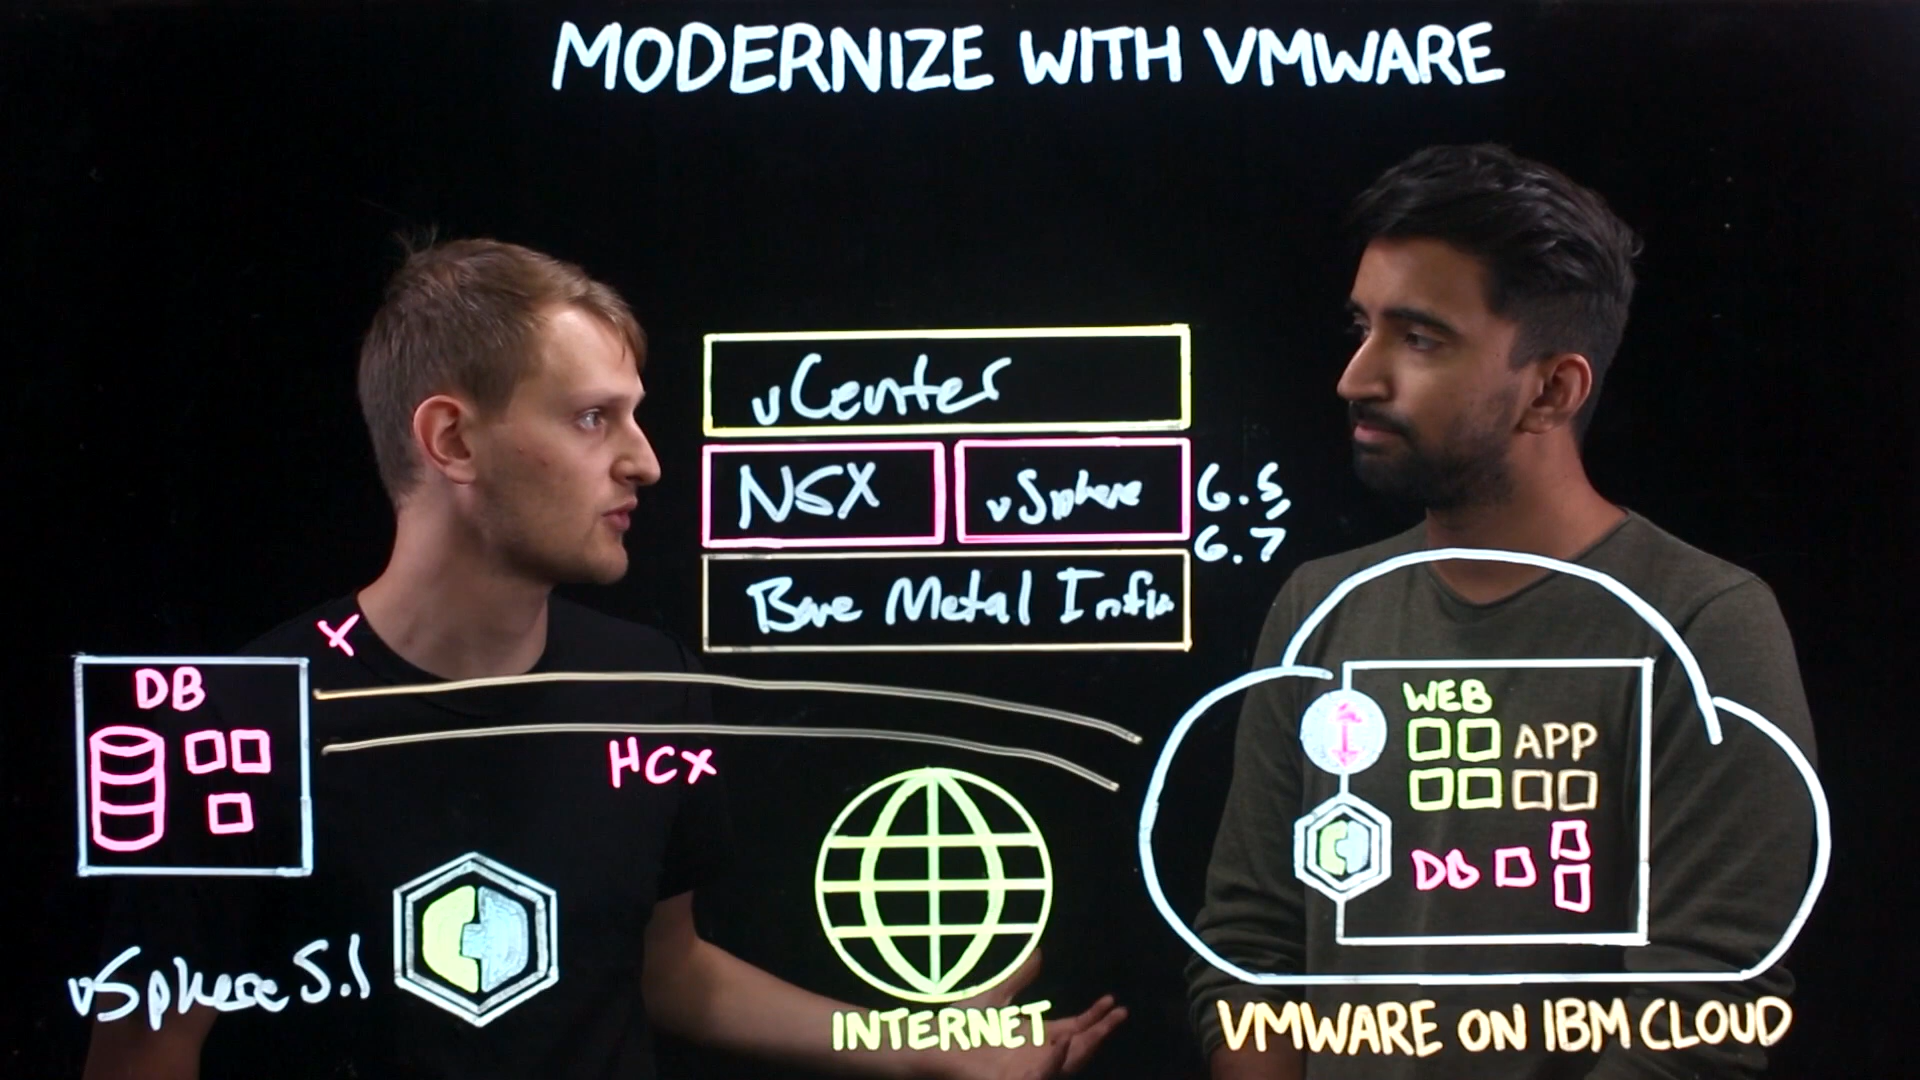 MODERNIZE WITH VMWARE
vCenter
NSX
vSphere
6.5,
6.7
Bare Metal Infra
X
DB
HCX
WEB
APP
DB
vSphere 5.1
INTERNET
VMWARE ON IBM CLOUD